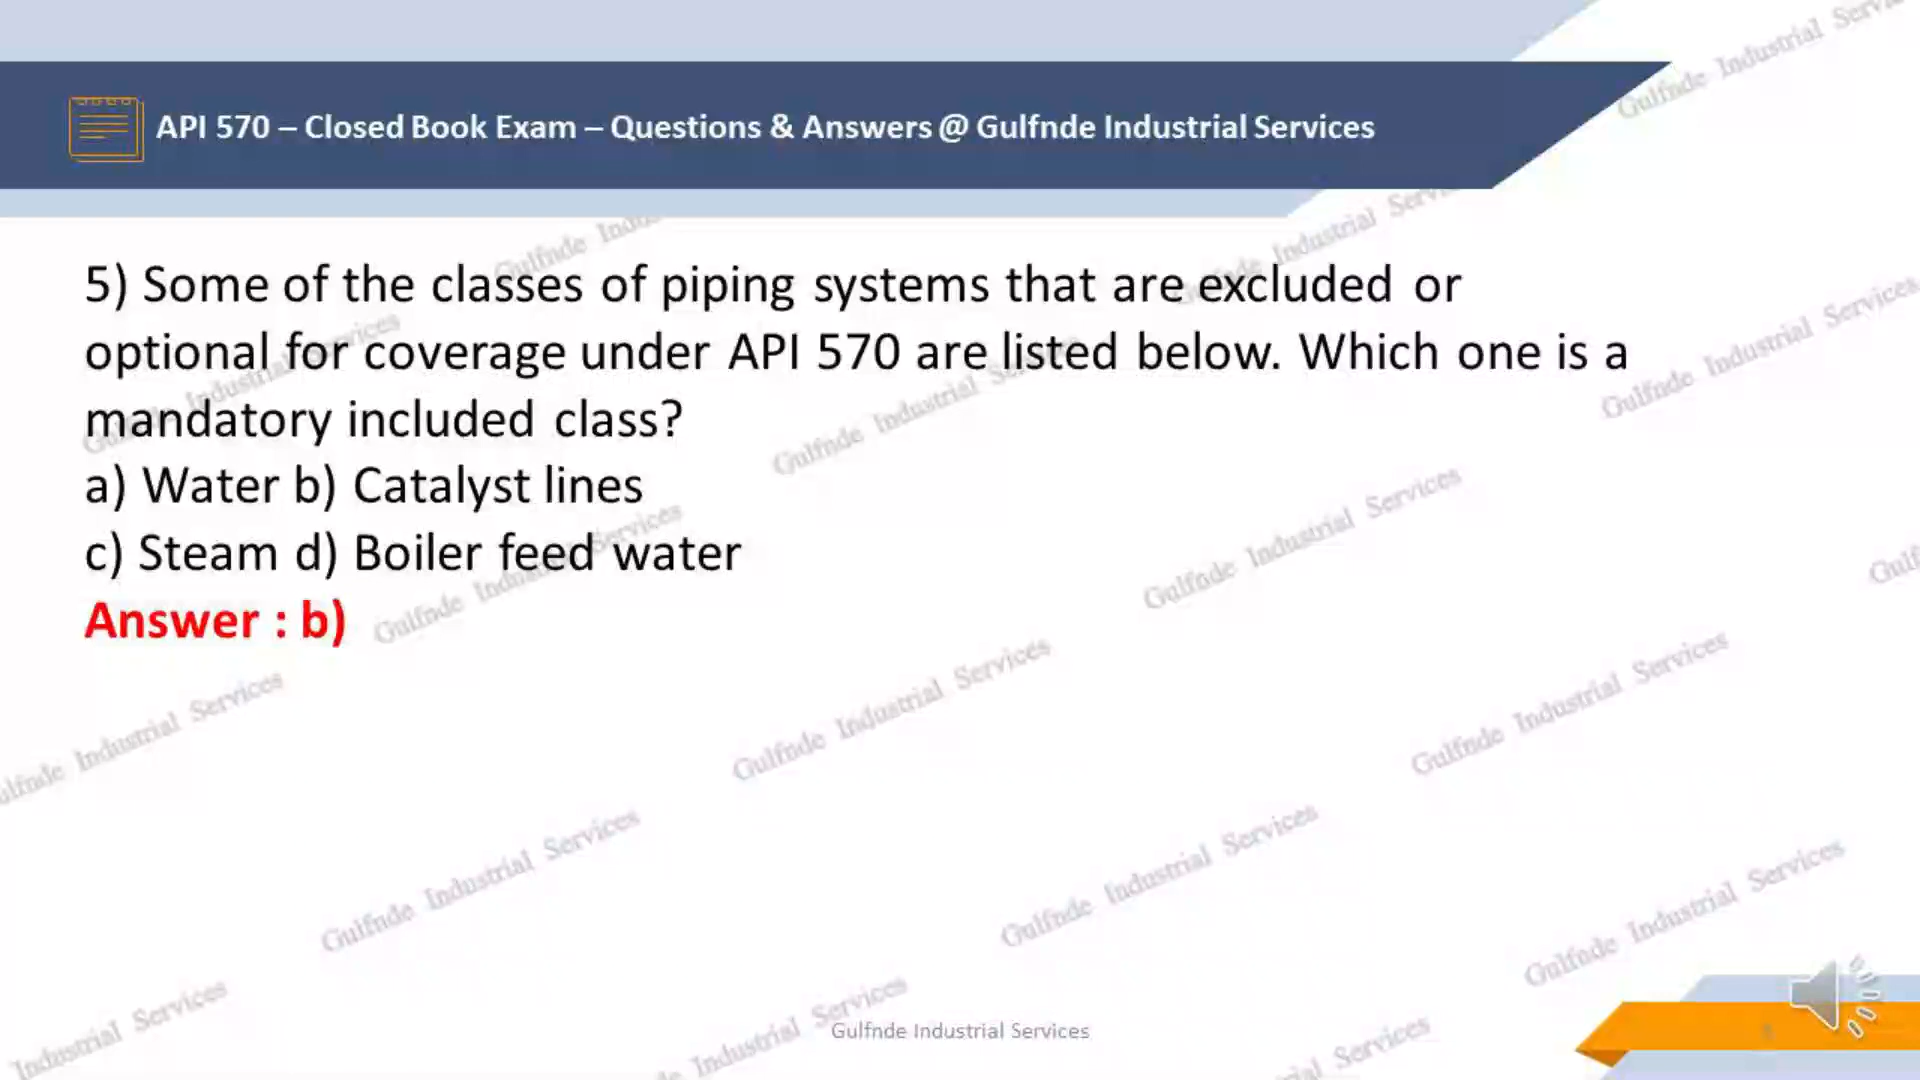 API 570 – Closed Book Exam – Questions & Answers @ Gulfnde Industrial Services
5) Some of the classes of piping systems that are excluded or
optional for coverage under API 570 are listed below. Which one is a
mandatory included class?
a) Water b) Catalyst lines
c) Steam d) Boiler feed water
Answer : b)
Gulfnde Industrial Services